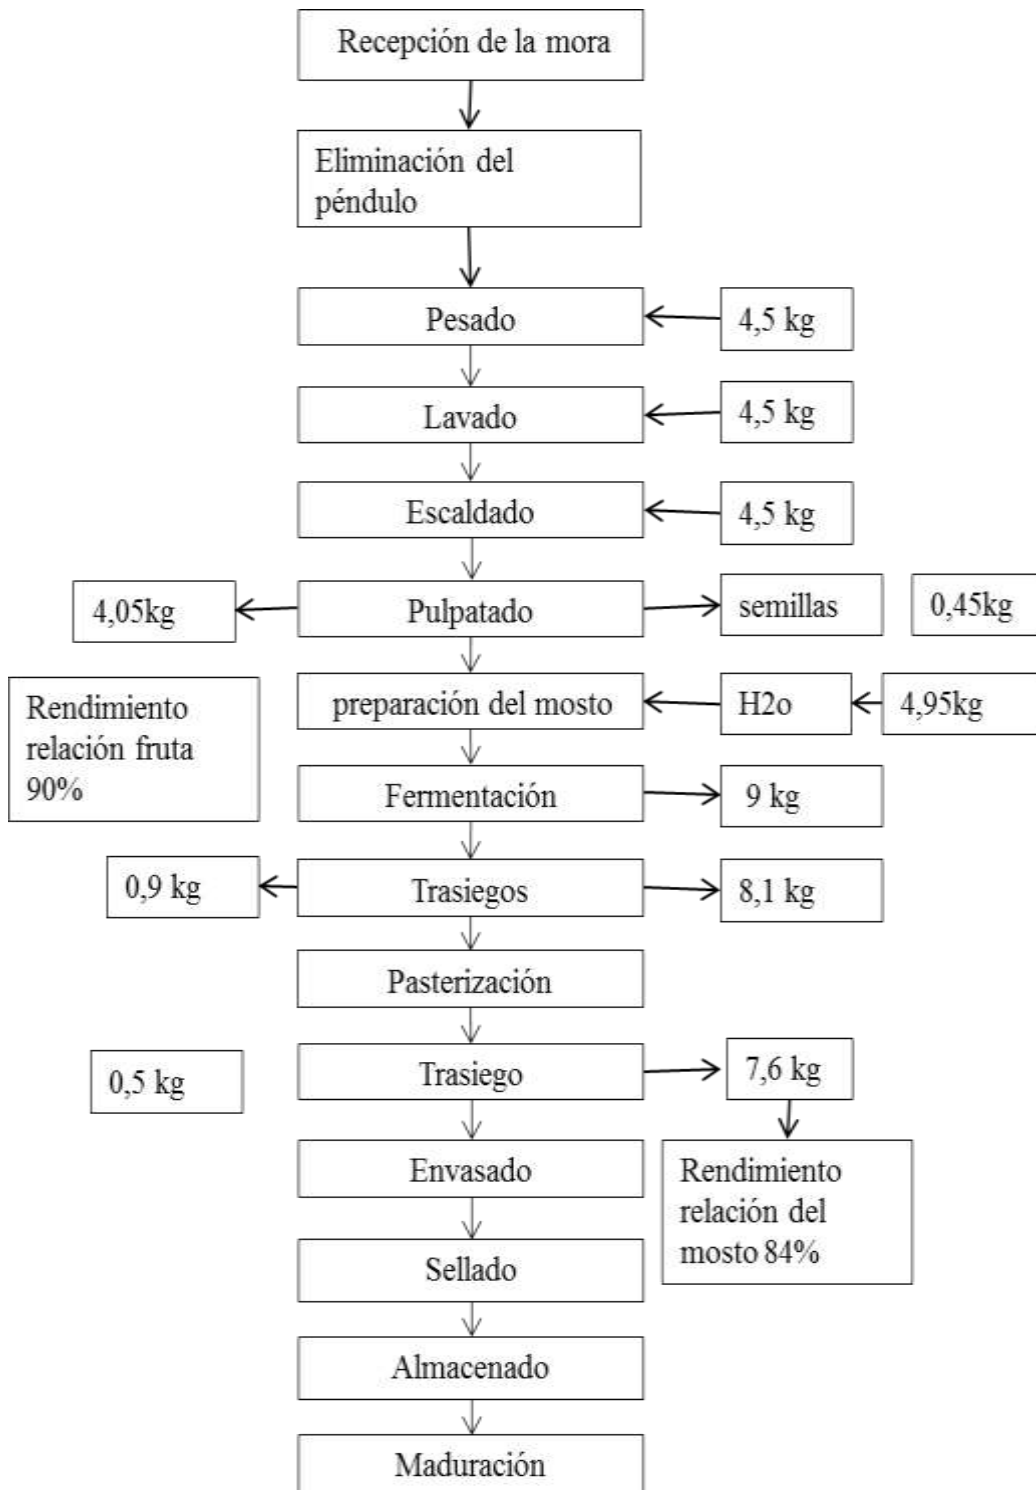 Recepción de la mora
Eliminación del
péndulo
Pesado
4,5 kg
Lavado
4,5 kg
Escaldado
4,5 kg
4,05kg
Pulpatado
semillas
0,45kg
Rendimiento
relación fruta
90%
preparación del mosto
H2o
4,95kg
Fermentación
9 kg
0,9 kg
Trasiegos
8,1 kg
Pasterización
0,5 kg
Trasiego
7,6 kg
Envasado
Rendimiento
relación del
mosto 84%
Sellado
Almacenado
Maduración